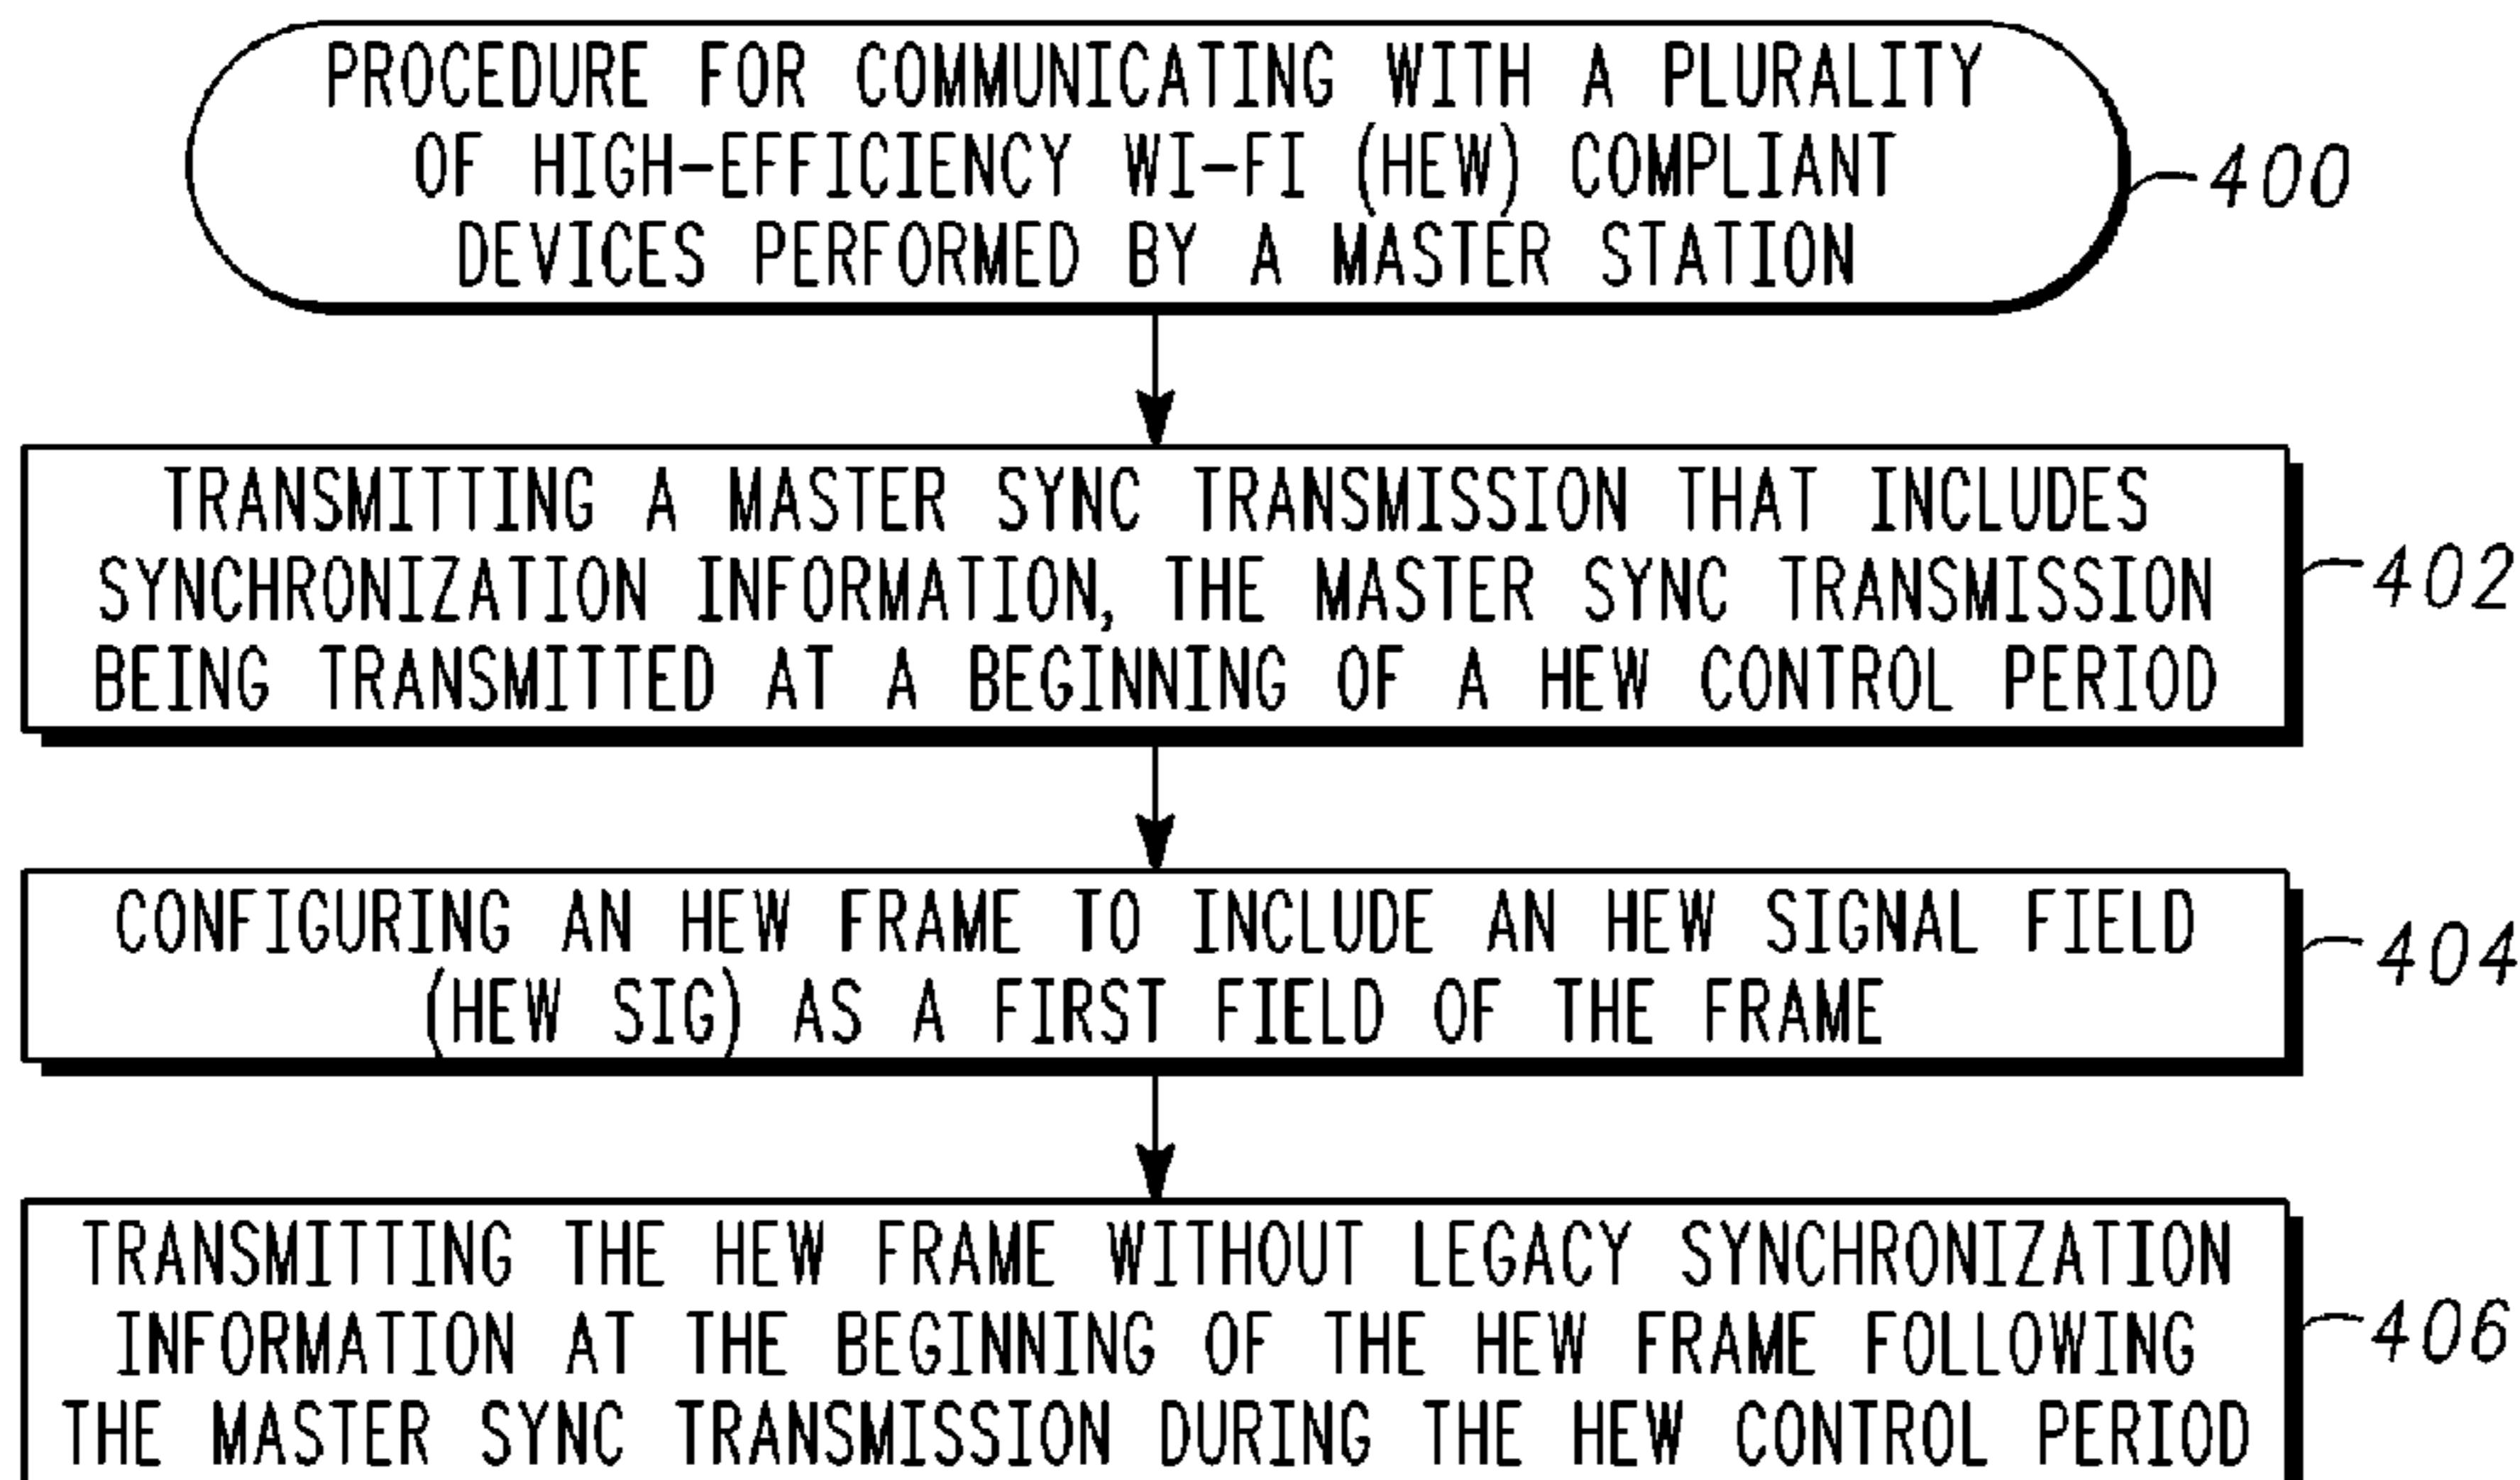 PROCEDURE FOR COMMUNICATING WITH A PLURALITY
OF HIGH-EFFICIENCY WI-FI (HEW) COMPLIANT
DEVICES PERFORMED BY A MASTER STATION
400
TRANSMITTING A MASTER SYNC TRANSMISSION THAT INCLUDES
SYNCHRONIZATION INFORMATION, THE MASTER SYNC TRANSMISSION
BEING TRANSMITTED AT A BEGINNING OF A HEW CONTROL PERIOD
402
CONFIGURING AN HEW FRAME TO INCLUDE AN HEW SIGNAL FIELD
(HEW SIG) AS A FIRST FIELD OF THE FRAME
404
TRANSMITTING THE HEW FRAME WITHOUT LEGACY SYNCHRONIZATION
INFORMATION AT THE BEGINNING OF THE HEW FRAME FOLLOWING
THE MASTER SYNC TRANSMISSION DURING THE HEW CONTROL PERIOD
406